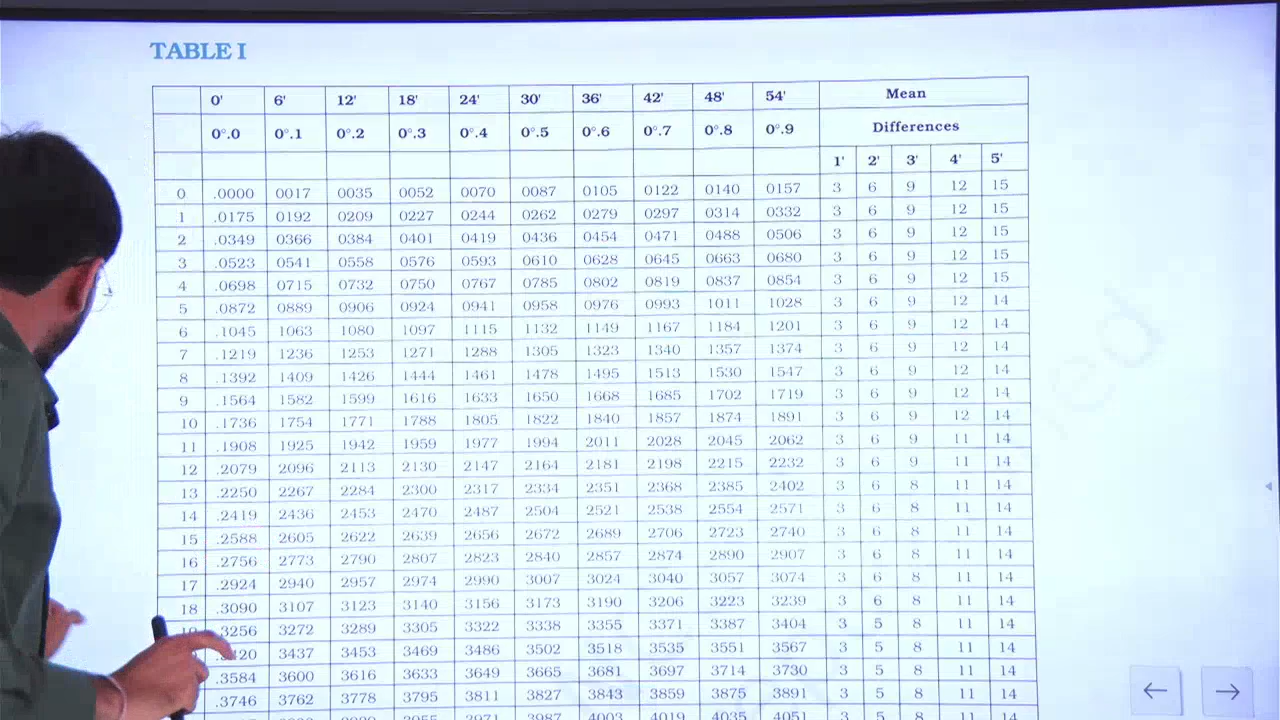 TABLE I
0' 6' 12' 18' 24' 30' 36' 42' 48' 54' Mean
0°.0 0°.1 0°.2 0°.3 0°.4 0°.5 0°.6 0°.7 0°.8 0°.9 Differences
1' 2' 3' 4' 5'
0 .0000 0017 0035 0052 0070 0087 0105 0122 0140 0157 3 6 9 12 15
1 .0175 0192 0209 0227 0244 0262 0279 0297 0314 0332 3 6 9 12 15
2 .0349 0366 0384 0401 0419 0436 0454 0471 0488 0506 3 6 9 12 15
3 .0523 0541 0558 0576 0593 0610 0628 0645 0663 0680 3 6 9 12 15
4 .0698 0715 0732 0750 0767 0785 0802 0819 0837 0854 3 6 9 12 15
5 .0872 0889 0906 0924 0941 0958 0976 0993 1011 1028 3 6 9 12 14
6 .1045 1063 1080 1097 1115 1132 1149 1167 1184 1201 3 6 9 12 14
7 .1219 1236 1253 1271 1288 1305 1323 1340 1357 1374 3 6 9 12 14
8 .1392 1409 1426 1444 1461 1478 1495 1513 1530 1547 3 6 9 12 14
9 .1564 1582 1599 1616 1633 1650 1668 1685 1702 1719 3 6 9 12 14
10 .1736 1754 1771 1788 1805 1822 1840 1857 1874 1891 3 6 9 12 14
11 .1908 1925 1942 1959 1977 1994 2011 2028 2045 2062 3 6 9 11 14
12 .2079 2096 2113 2130 2147 2164 2181 2198 2215 2232 3 6 9 11 14
13 .2250 2267 2284 2300 2317 2334 2351 2368 2385 2402 3 6 8 11 14
14 .2419 2436 2453 2470 2487 2504 2521 2538 2554 2571 3 6 8 11 14
15 .2588 2605 2622 2639 2656 2672 2689 2706 2723 2740 3 6 8 11 14
16 .2756 2773 2790 2807 2823 2840 2857 2874 2890 2907 3 6 8 11 14
17 .2924 2940 2957 2974 2990 3007 3024 3040 3057 3074 3 6 8 11 14
18 .3090 3107 3123 3140 3156 3173 3190 3206 3223 3239 3 6 8 11 14
.3256 3272 3289 3305 3322 3338 3355 3371 3387 3404 3 5 8 11 14
3437 3453 3469 3486 3502 3518 3535 3551 3567 3 5 8 11 14
.3584 3600 3616 3633 3649 3665 3681 3697 3714 3730 3 5 8 11 14
.3746 3762 3778 3795 3811 3827 3843 3859 3875 3891 3 5 8 11 14
3987 4003 4019 4035 4051 3 5 8 11 14